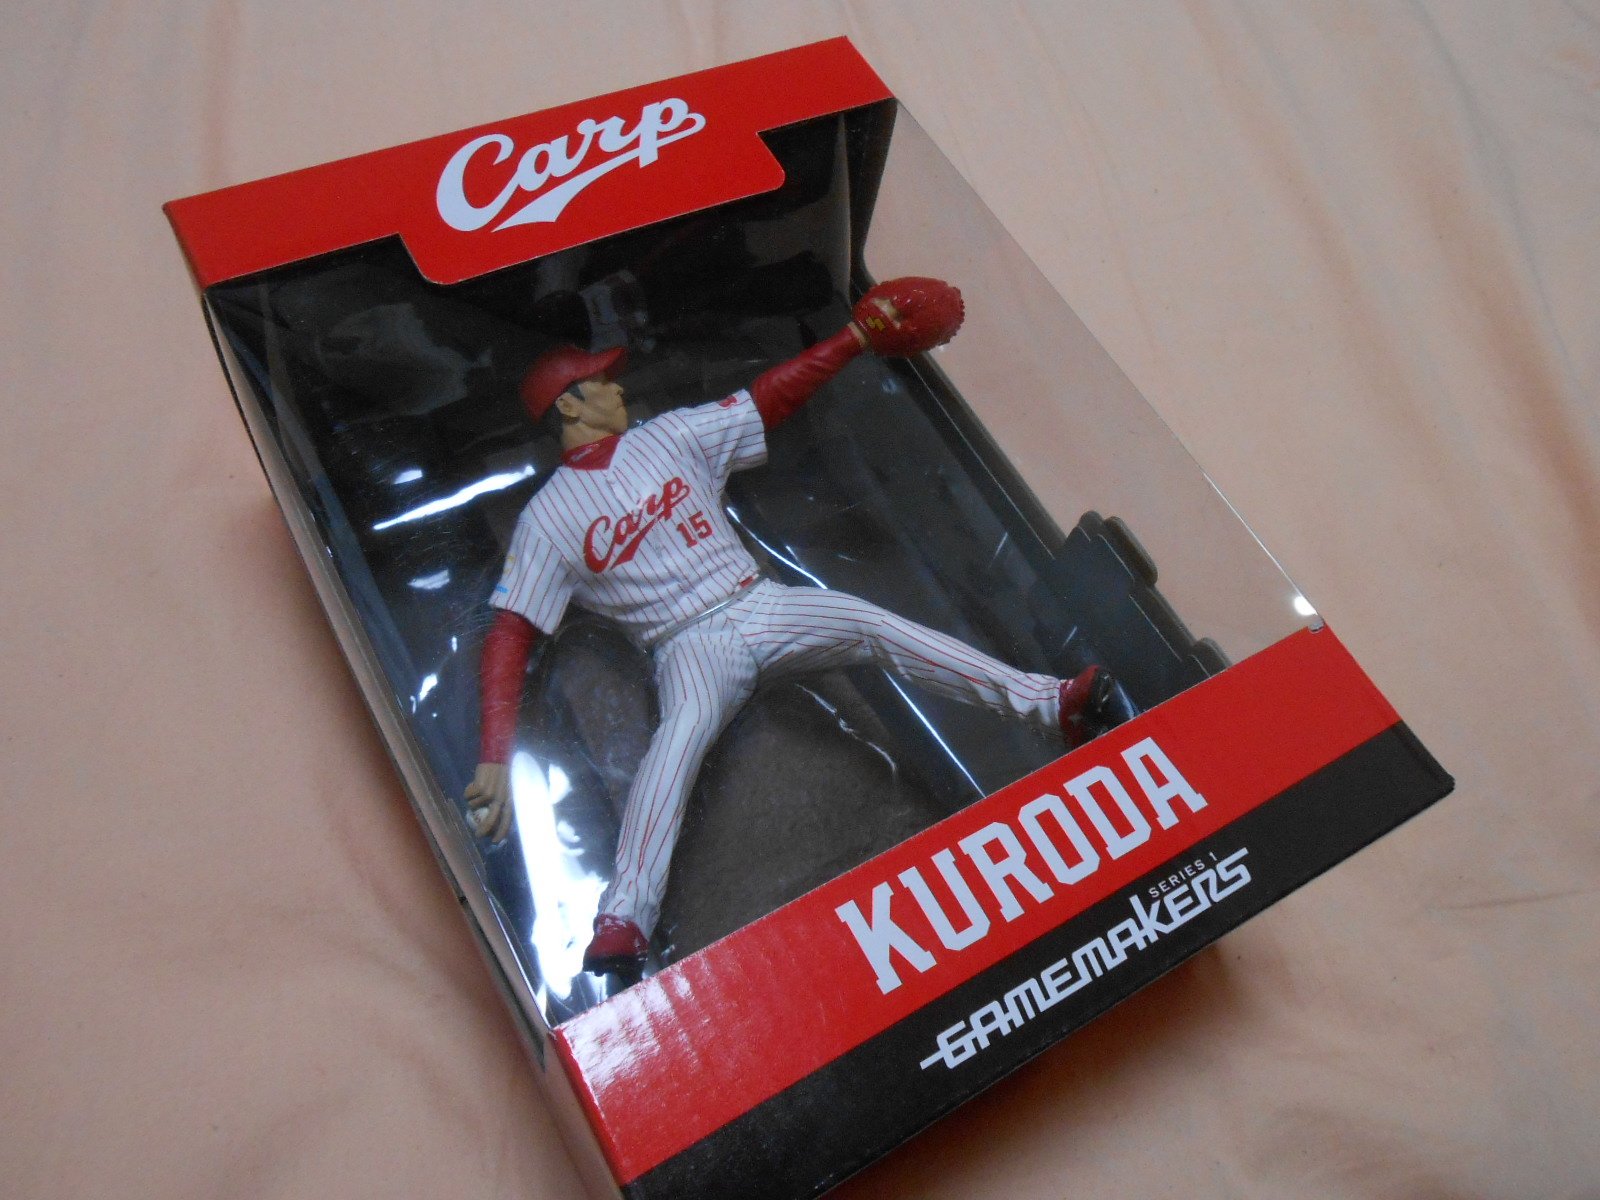 Carp
Carp
15
KURODA
SERIES 1
GAMEMAKERS